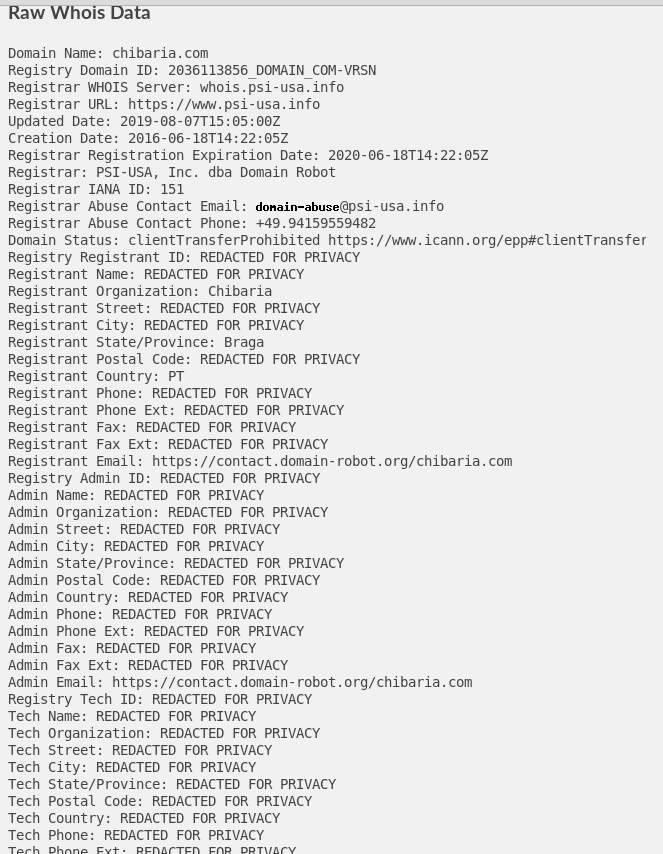 Raw Whois Data
Domain Name: chibaria.com
Registry Domain ID: 2036113856_DOMAIN_COM-VRSN
Registrar WHOIS Server: whois.psi-usa.info
Registrar URL: https://www.psi-usa.info
Updated Date: 2019-08-07T15:05:00Z
Creation Date: 2016-06-18T14:22:05Z
Registrar Registration Expiration Date: 2020-06-18T14:22:05Z
Registrar: PSI-USA, Inc. dba Domain Robot
Registrar IANA ID: 151
Registrar Abuse Contact Email: domain-abuse@psi-usa.info
Registrar Abuse Contact Phone: +49.94159559482
Domain Status: clientTransferProhibited https://www.icann.org/epp#clientTransfer
Registry Registrant ID: REDACTED FOR PRIVACY
Registrant Name: REDACTED FOR PRIVACY
Registrant Organization: Chibaria
Registrant Street: REDACTED FOR PRIVACY
Registrant City: REDACTED FOR PRIVACY
Registrant State/Province: Braga
Registrant Postal Code: REDACTED FOR PRIVACY
Registrant Country: PT
Registrant Phone: REDACTED FOR PRIVACY
Registrant Phone Ext: REDACTED FOR PRIVACY
Registrant Fax: REDACTED FOR PRIVACY
Registrant Fax Ext: REDACTED FOR PRIVACY
Registrant Email: https://contact.domain-robot.org/chibaria.com
Registry Admin ID: REDACTED FOR PRIVACY
Admin Name: REDACTED FOR PRIVACY
Admin Organization: REDACTED FOR PRIVACY
Admin Street: REDACTED FOR PRIVACY
Admin City: REDACTED FOR PRIVACY
Admin State/Province: REDACTED FOR PRIVACY
Admin Postal Code: REDACTED FOR PRIVACY
Admin Country: REDACTED FOR PRIVACY
Admin Phone: REDACTED FOR PRIVACY
Admin Phone Ext: REDACTED FOR PRIVACY
Admin Fax: REDACTED FOR PRIVACY
Admin Fax Ext: REDACTED FOR PRIVACY
Admin Email: https://contact.domain-robot.org/chibaria.com
Registry Tech ID: REDACTED FOR PRIVACY
Tech Name: REDACTED FOR PRIVACY
Tech Organization: REDACTED FOR PRIVACY
Tech Street: REDACTED FOR PRIVACY
Tech City: REDACTED FOR PRIVACY
Tech State/Province: REDACTED FOR PRIVACY
Tech Postal Code: REDACTED FOR PRIVACY
Tech Country: REDACTED FOR PRIVACY
Tech Phone: REDACTED FOR PRIVACY
Tech Phone Ext: REDACTED FOR PRIVACY